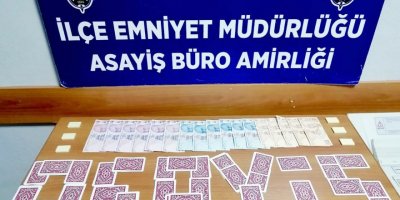 İLÇE EMNİYET MÜDÜRLÜĞÜ
ASAYİŞ BÜRO AMİRLİĞİ